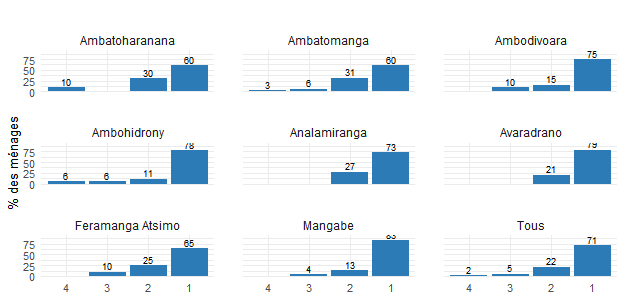 Ambatoharanana Ambatomanga Ambodivoara
75 50 25 0 10 30 60 3 6 31 60 10 15 75
Ambohidrony Analamiranga Avaradrano
75 50 25 0 6 6 11 78 27 73 21 79
Feramanga Atsimo Mangabe Tous
75 50 25 0 10 25 65 4 13 83 2 5 22 71
4 3 2 1 4 3 2 1 4 3 2 1
% des ménages